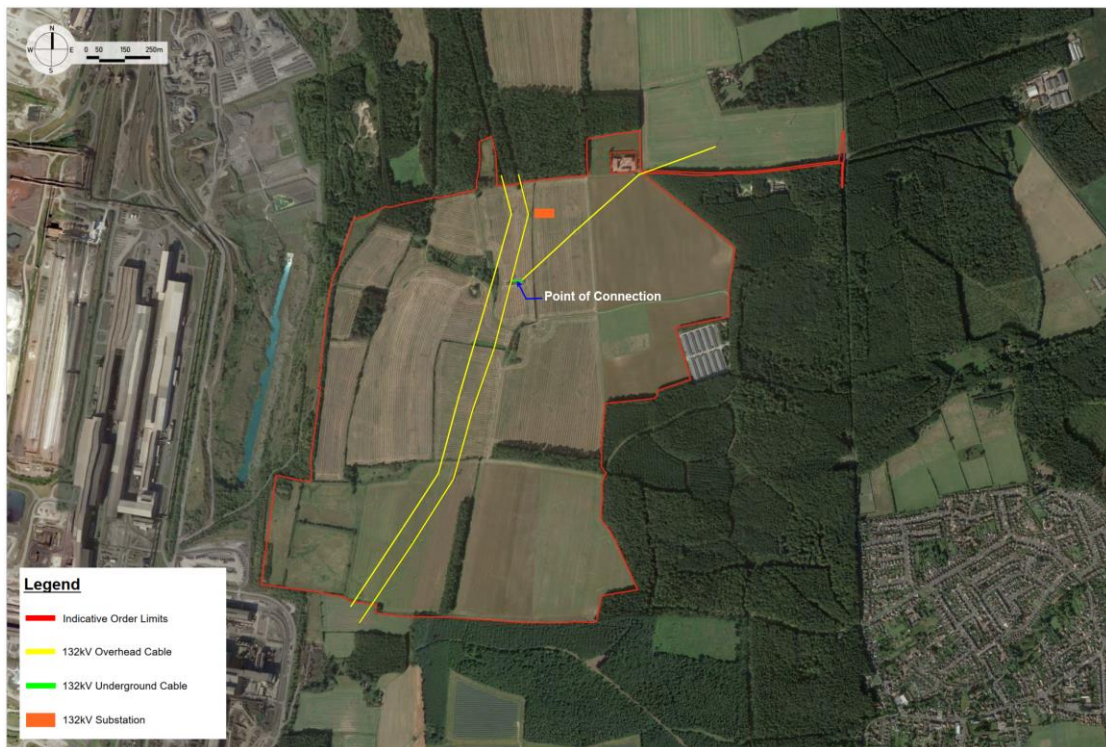 N
W E
S
0 50 150 250m
Point of Connection
Legend
Indicative Order Limits
132kV Overhead Cable
132kV Underground Cable
132kV Substation